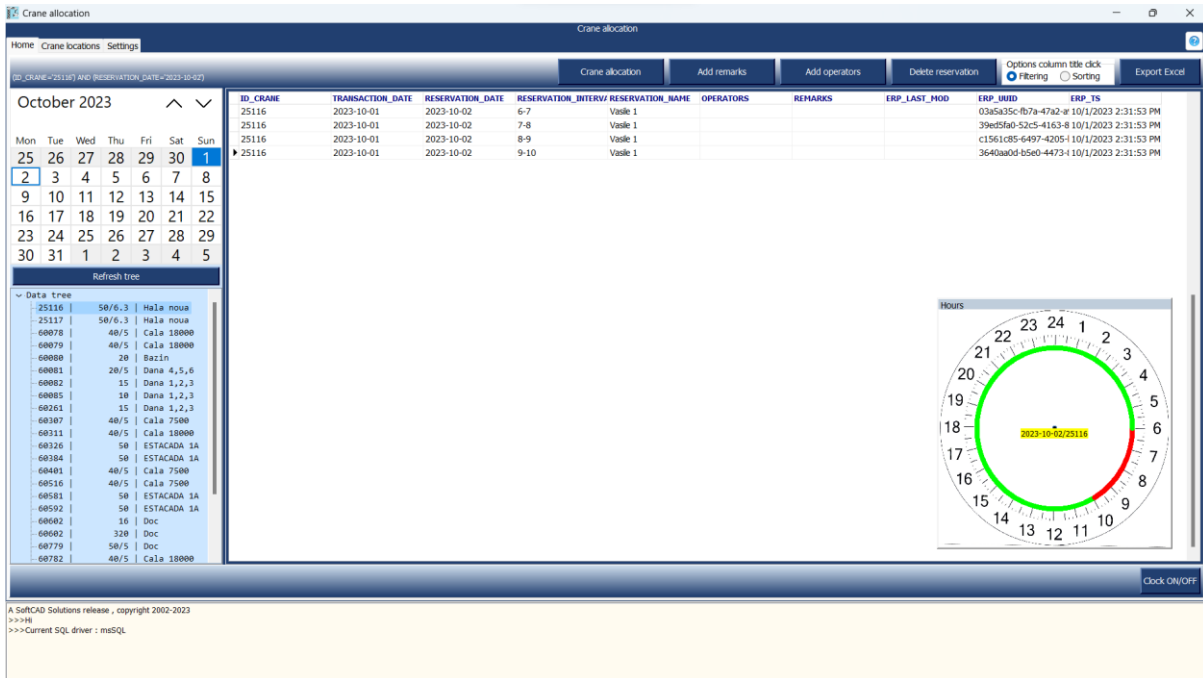 Crane allocation
Crane allocation
Home Crane locations Settings
(ID_CRANE='25116') AND (RESERVATION_DATE='2023-10-02')
Crane allocation Add remarks Add operators Delete reservation Options column title click Filtering Sorting Export Excel
October 2023
Mon Tue Wed Thu Fri Sat Sun
25 26 27 28 29 30 1
2 3 4 5 6 7 8
9 10 11 12 13 14 15
16 17 18 19 20 21 22
23 24 25 26 27 28 29
30 31 1 2 3 4 5
Refresh tree
Data tree
25116 | 50/6.3 | Hala noua
25117 | 50/6.3 | Hala noua
60078 | 40/5 | Cala 18000
60079 | 40/5 | Cala 18000
60080 | 20 | Bazin
60081 | 20/5 | Dana 4,5,6
60082 | 15 | Dana 1,2,3
60085 | 10 | Dana 1,2,3
60261 | 15 | Dana 1,2,3
60307 | 40/5 | Cala 7500
60311 | 40/5 | Cala 18000
60326 | 50 | ESTACADA 1A
60384 | 50 | ESTACADA 1A
60401 | 40/5 | Cala 7500
60516 | 40/5 | Cala 7500
60581 | 50 | ESTACADA 1A
60592 | 50 | ESTACADA 1A
60602 | 16 | Doc
60602 | 320 | Doc
60779 | 50/5 | Doc
60782 | 40/5 | Cala 18000
ID_CRANE TRANSACTION_DATE RESERVATION_DATE RESERVATION_INTERVA RESERVATION_NAME OPERATORS REMARKS ERP_LAST_MOD ERP_UUID ERP_TS
25116 2023-10-01 2023-10-02 6-7 Vasile 1 03a5a35c-fb7a-47a2-a 10/1/2023 2:31:53 PM
25116 2023-10-01 2023-10-02 7-8 Vasile 1 39ed5fa0-52c5-4163-8 10/1/2023 2:31:53 PM
25116 2023-10-01 2023-10-02 8-9 Vasile 1 c1561c85-6497-4205- 10/1/2023 2:31:53 PM
25116 2023-10-01 2023-10-02 9-10 Vasile 1 3640aa0d-b5e0-4473- 10/1/2023 2:31:53 PM
Hours
1
2
3
4
5
6
7
8
9
10
11
12
13
14
15
16
17
18
19
20
21
22
23
24
2023-10-02/25116
Clock ON/OFF
A SoftCAD Solutions release , copyright 2002-2023
>>>Hi
>>>Current SQL driver : msSQL